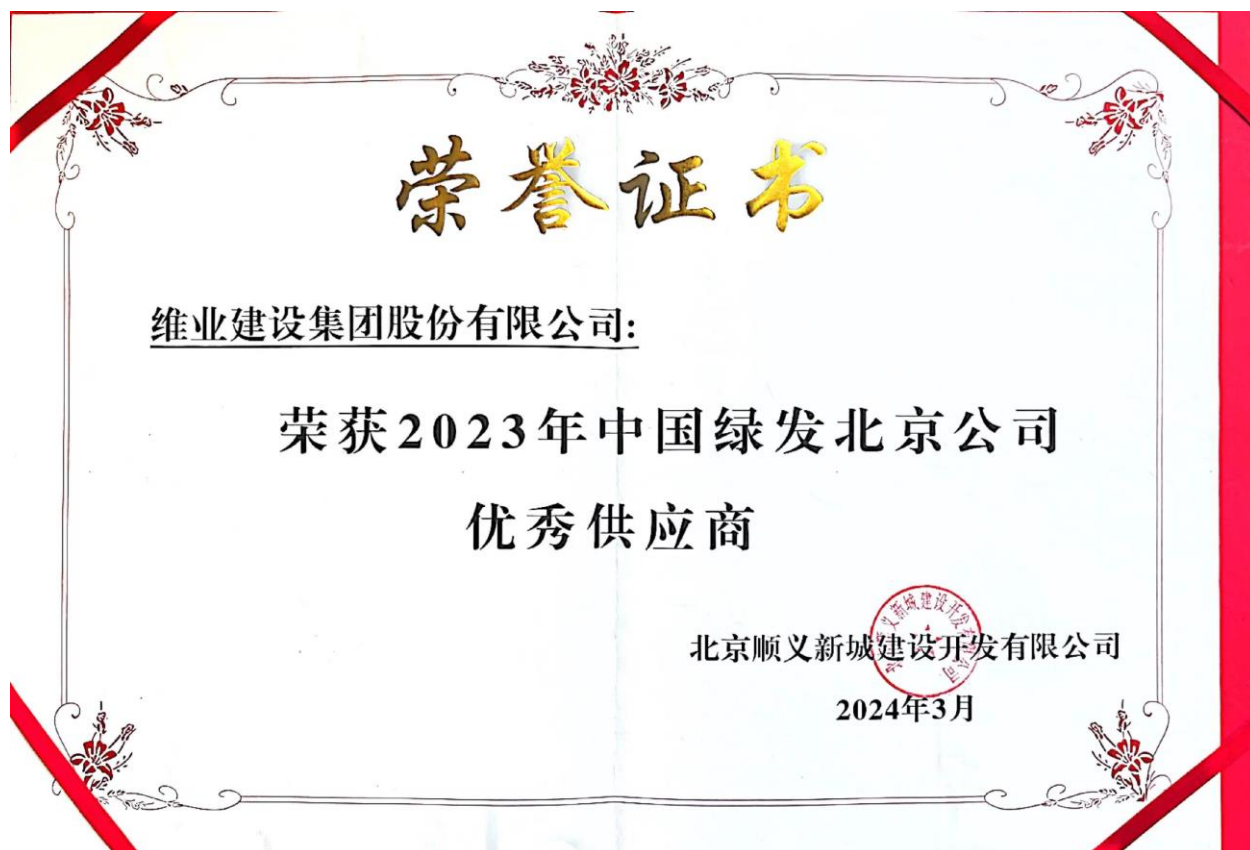 荣誉证书
维业建设集团股份有限公司:
荣获2023年中国绿发北京公司
优秀供应商
北京顺义新城建设开发有限公司
2024年3月